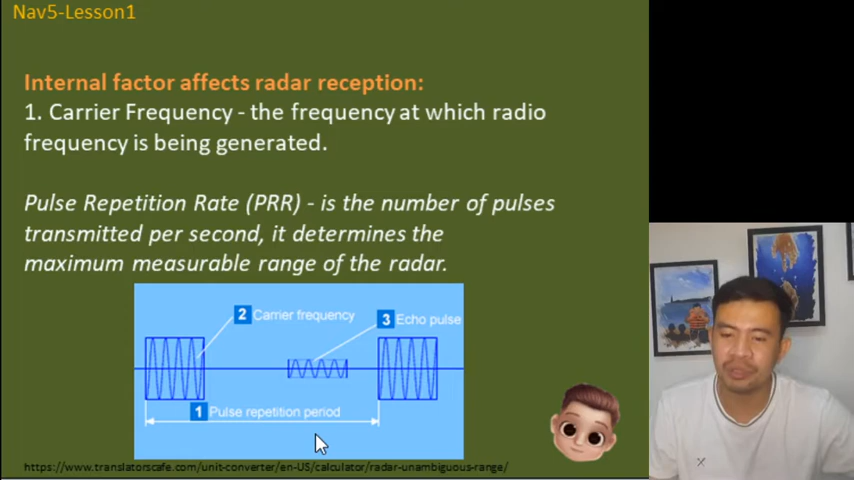 Nav5-Lesson1
Internal factor affects radar reception:
1. Carrier Frequency - the frequency at which radio
frequency is being generated.
Pulse Repetition Rate (PRR) - is the number of pulses
transmitted per second, it determines the
maximum measurable range of the radar.
2 Carrier frequency
3 Echo pulse
1 Pulse repetition period
https://www.translatorscafe.com/unit-converter/en-US/calculator/radar-unambiguous-range/